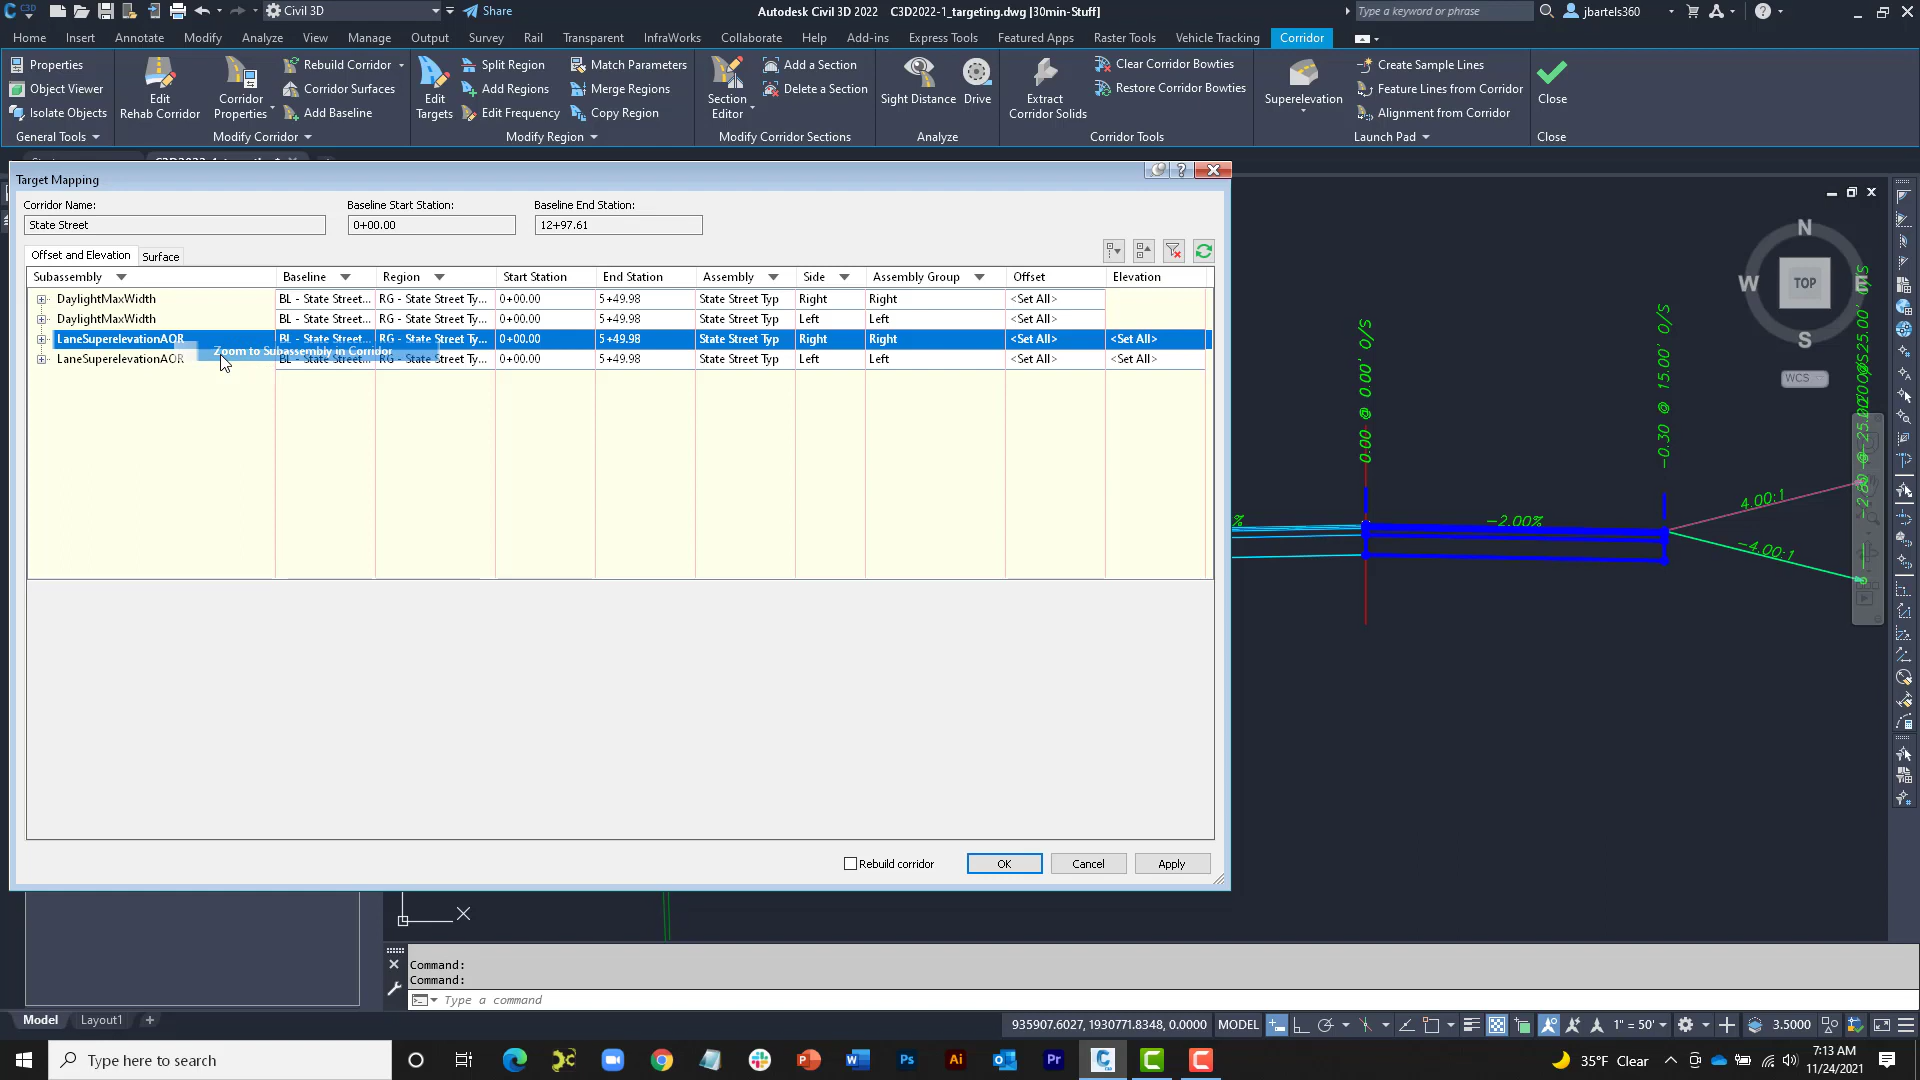 Civil 3D
Share
Autodesk Civil 3D 2022
C3D2022-1_targeting.dwg [30min-Stuff]
Type a keyword or phrase
jbartels360
Home
Insert
Annotate
Modify
Analyze
View
Manage
Output
Survey
Rail
Transparent
InfraWorks
Collaborate
Help
Add-ins
Express Tools
Featured Apps
Raster Tools
Vehicle Tracking
Corridor
Properties
Object Viewer
Isolate Objects
General Tools
Edit
Rehab Corridor
Corridor
Properties
Rebuild Corridor
Corridor Surfaces
Add Baseline
Modify Corridor
Edit
Targets
Split Region
Add Regions
Edit Frequency
Match Parameters
Merge Regions
Copy Region
Modify Region
Section
Editor
Add a Section
Delete a Section
Modify Corridor Sections
Sight Distance
Drive
Analyze
Extract
Corridor Solids
Clear Corridor Bowties
Restore Corridor Bowties
Corridor Tools
Superelevation
Create Sample Lines
Feature Lines from Corridor
Alignment from Corridor
Launch Pad
Close
Close
Target Mapping
Corridor Name:
State Street
Baseline Start Station:
0+00.00
Baseline End Station:
12+97.61
Offset and Elevation
Surface
Subassembly Baseline Region Start Station End Station Assembly Side Assembly Group Offset Elevation
DaylightMaxWidth BL - State Street... RG - State Street Ty... 0+00.00 5+49.98 State Street Typ Right Right <Set All>
DaylightMaxWidth BL - State Street... RG - State Street Ty... 0+00.00 5+49.98 State Street Typ Left Left <Set All>
LaneSuperelevationAOR BL - State Street... RG - State Street Ty... 0+00.00 5+49.98 State Street Typ Right Right <Set All> <Set All>
Zoom to Subassembly in Corridor
LaneSuperelevationAOR BL - State Street... RG - State Street Ty... 0+00.00 5+49.98 State Street Typ Left Left <Set All> <Set All>
Rebuild corridor
OK
Cancel
Apply
N
W
TOP
E
S
WCS
0.00 @ 0.00' O/S
-0.30 @ 15.00' O/S
%
-2.00%
4.00:1
-4.00:1
X
Command:
Command:
Type a command
Model
Layout1
935907.6027, 1930771.8348, 0.0000
MODEL
1" = 50'
3.5000
Type here to search
35°F Clear
7:13 AM
11/24/2021